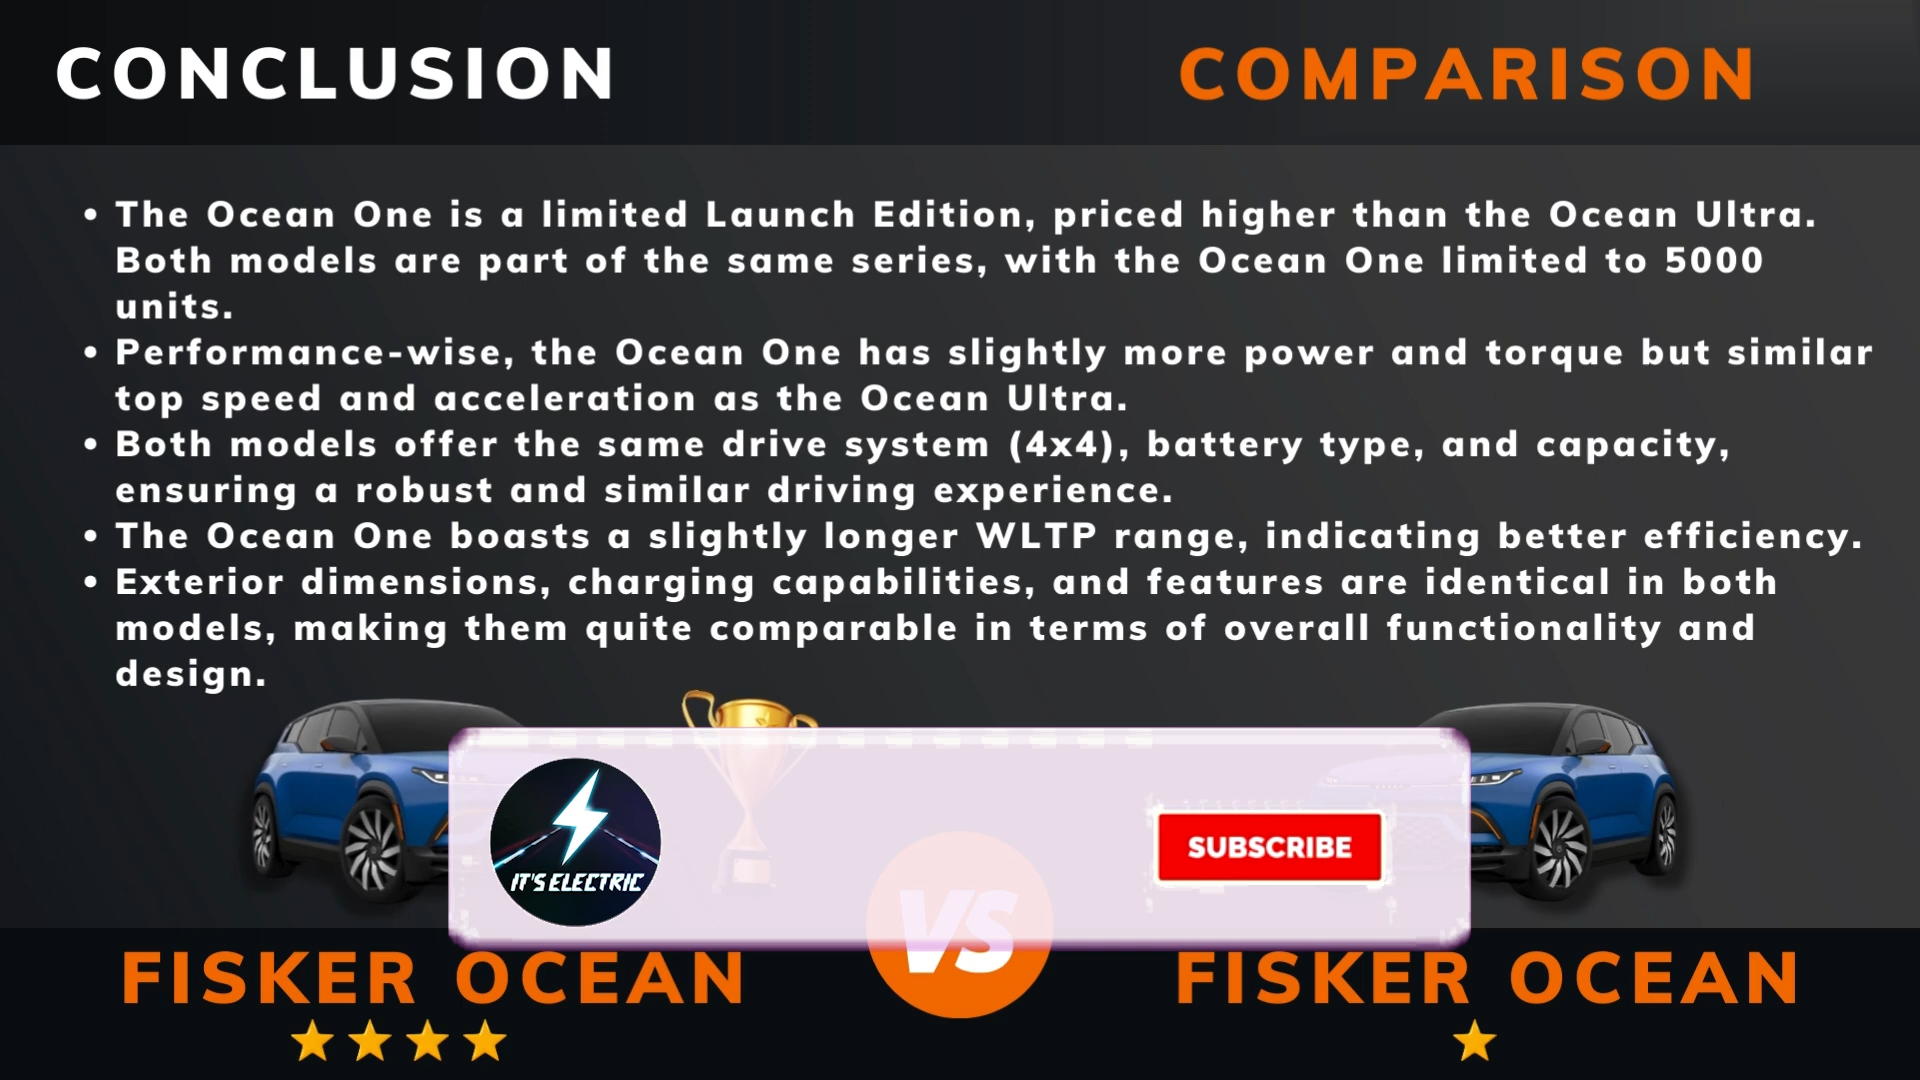 CONCLUSION
COMPARISON
• The Ocean One is a limited Launch Edition, priced higher than the Ocean Ultra.
Both models are part of the same series, with the Ocean One limited to 5000
units.
• Performance-wise, the Ocean One has slightly more power and torque but similar
top speed and acceleration as the Ocean Ultra.
• Both models offer the same drive system (4x4), battery type, and capacity,
ensuring a robust and similar driving experience.
• The Ocean One boasts a slightly longer WLTP range, indicating better efficiency.
• Exterior dimensions, charging capabilities, and features are identical in both
models, making them quite comparable in terms of overall functionality and
design.
IT'S ELECTRIC
SUBSCRIBE
VS
FISKER OCEAN
FISKER OCEAN